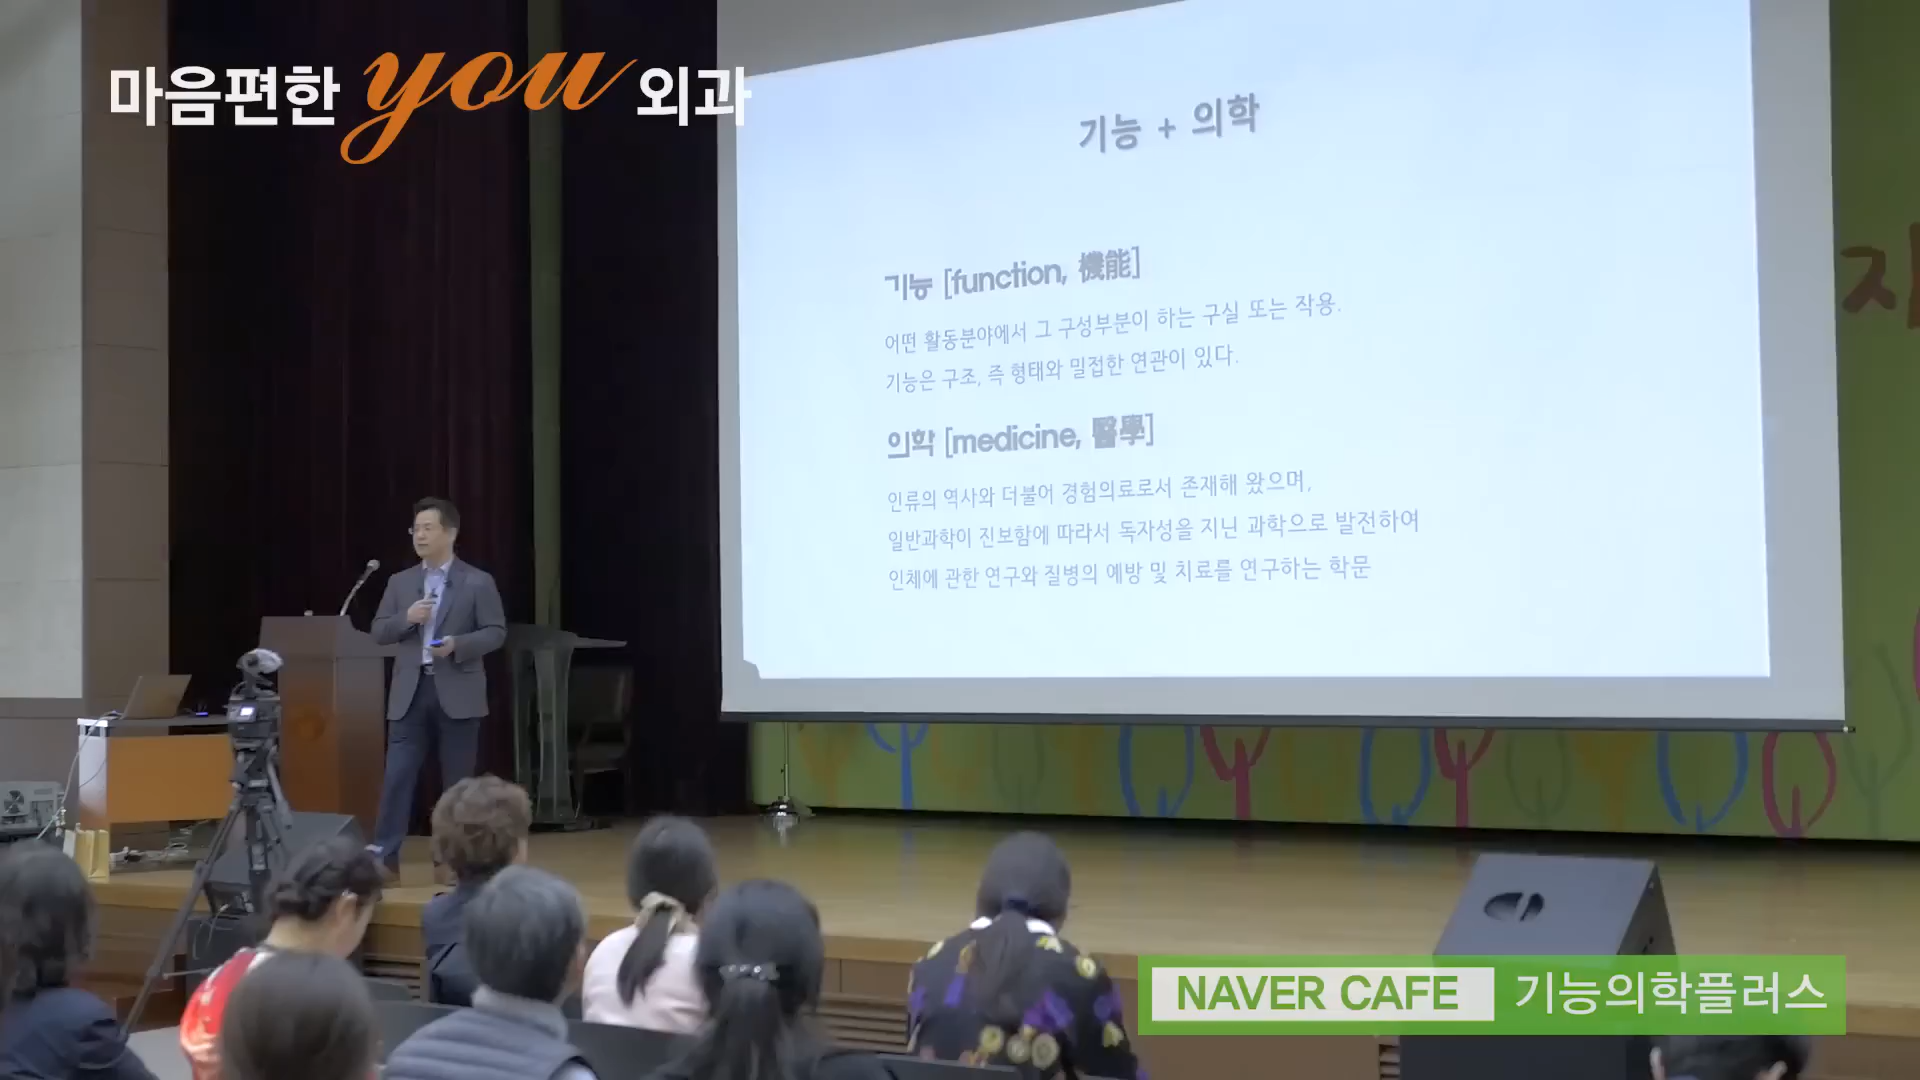 마음편한 you 외과
기능 + 의학
기능 [function, 機能]
어떤 활동분야에서 그 구성부분이 하는 구실 또는 작용.
기능은 구조, 즉 형태와 밀접한 연관이 있다.
의학 [medicine, 醫學]
인류의 역사와 더불어 경험의료로서 존재해 왔으며,
일반과학이 진보함에 따라서 독자성을 지닌 과학으로 발전하여
인체에 관한 연구와 질병의 예방 및 치료를 연구하는 학문
NAVER CAFE 기능의학플러스